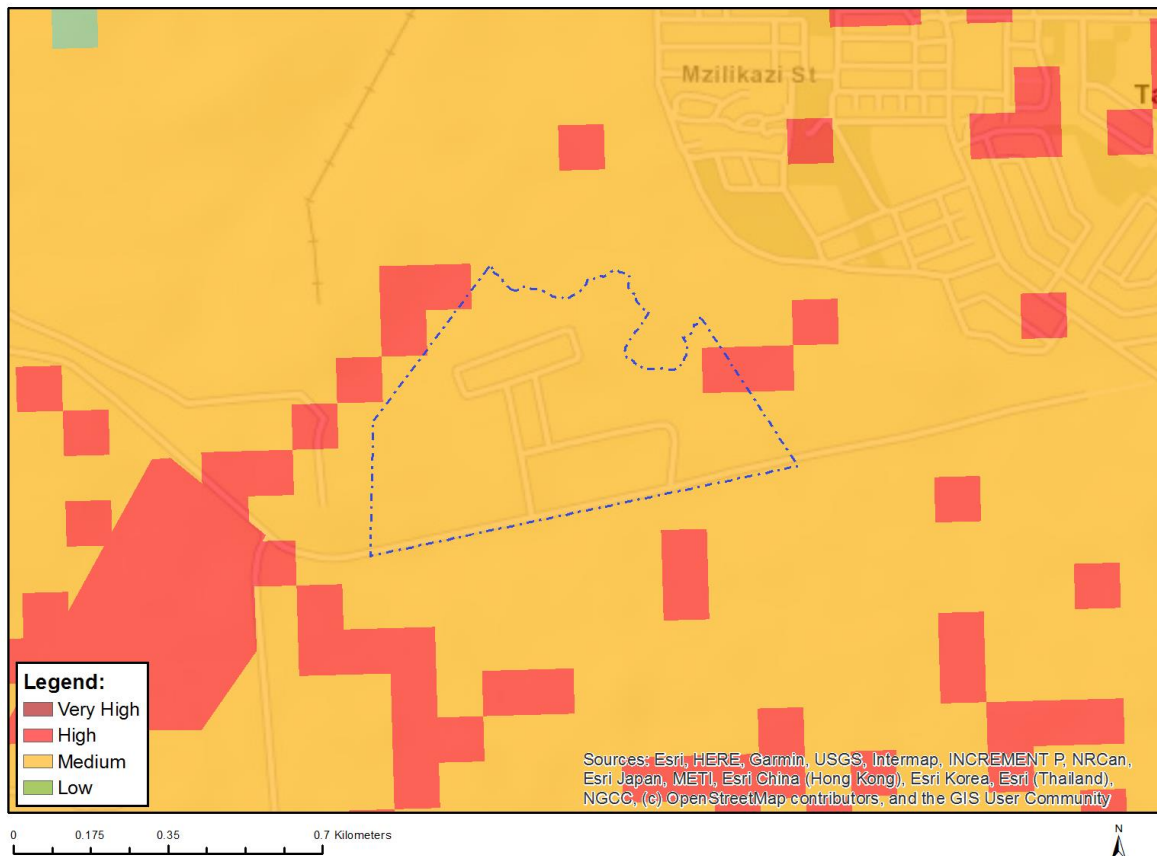 Mzilikazi St
Ta
Legend:
Very High
High
Medium
Low
Sources: Esri, HERE, Garmin, USGS, Intermap, INCREMENT P, NRCan,
Esri Japan, METI, Esri China (Hong Kong), Esri Korea, Esri (Thailand),
NGCC, (c) OpenStreetMap contributors, and the GIS User Community
0 0.175 0.35 0.7 Kilometers
N